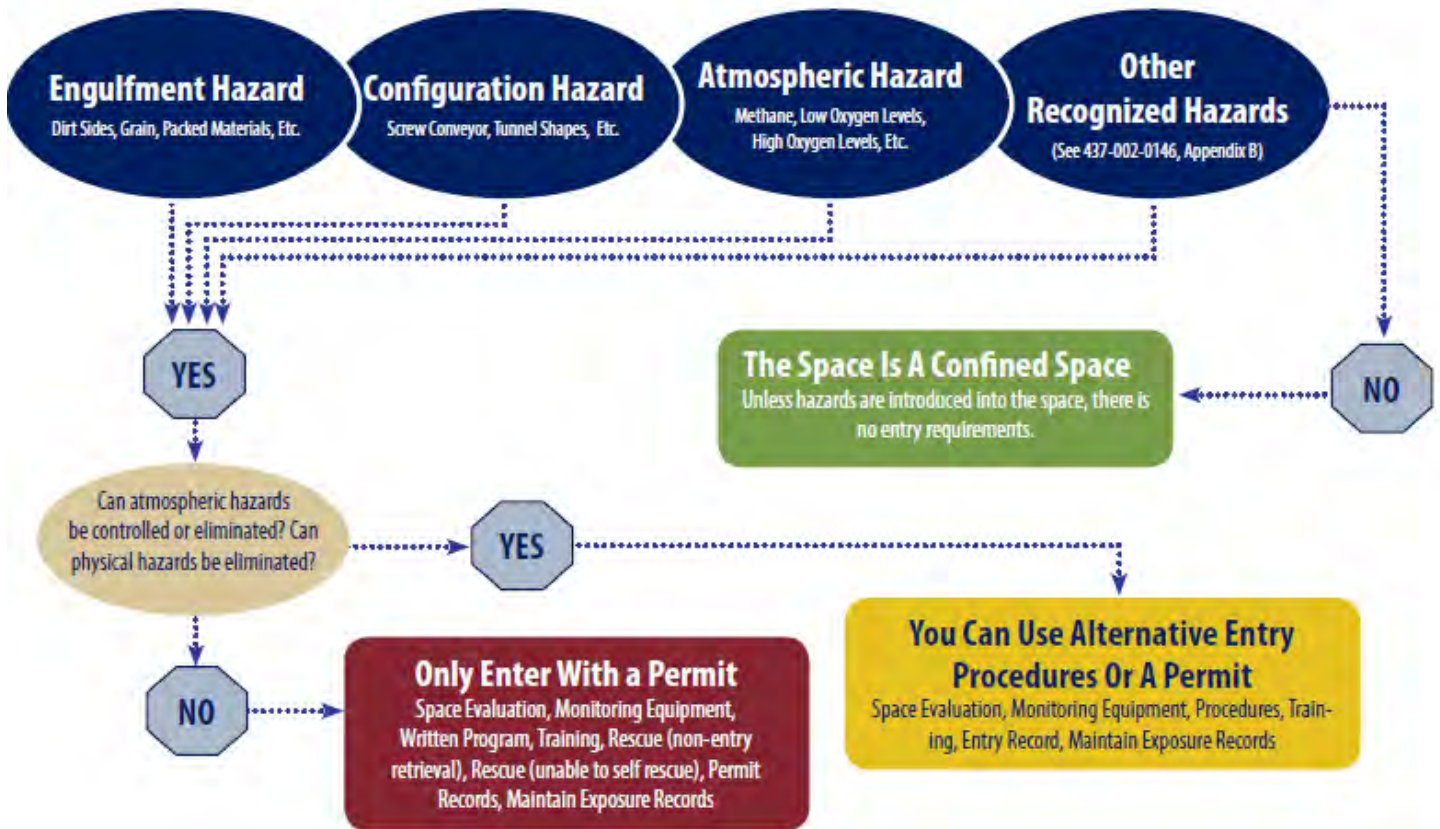 Engulfment Hazard
Dirt Sides, Grain, Packed Materials, Etc.
Configuration Hazard
Screw Conveyor, Tunnel Shapes, Etc.
Atmospheric Hazard
Methane, Low Oxygen Levels,
High Oxygen Levels, Etc.
Other
Recognized Hazards
(See 437-002-0146, Appendix B)
YES
The Space Is A Confined Space
Unless hazards are introduced into the space, there is
no entry requirements.
NO
Can atmospheric hazards
be controlled or eliminated? Can
physical hazards be eliminated?
YES
You Can Use Alternative Entry
Procedures Or A Permit
Space Evaluation, Monitoring Equipment, Procedures, Train-
ing, Entry Record, Maintain Exposure Records
NO
Only Enter With a Permit
Space Evaluation, Monitoring Equipment,
Written Program, Training, Rescue (non-entry
retrieval), Rescue (unable to self rescue), Permit
Records, Maintain Exposure Records